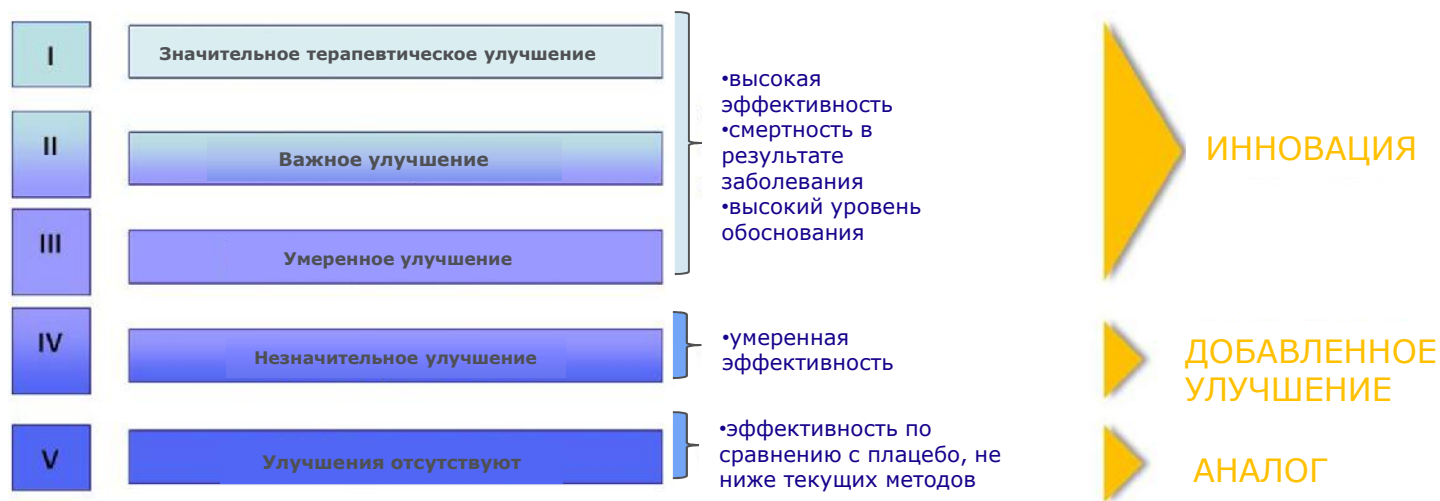 I
Значительное терапевтическое улучшение
II
Важное улучшение
III
Умеренное улучшение
•высокая
эффективность
•смертность в
результате
заболевания
•высокий уровень
обоснования
ИННОВАЦИЯ
IV
Незначительное улучшение
•умеренная
эффективность
ДОБАВЛЕННОЕ
УЛУЧШЕНИЕ
V
Улучшения отсутствуют
•эффективность по
сравнению с плацебо, не
ниже текущих методов
АНАЛОГ